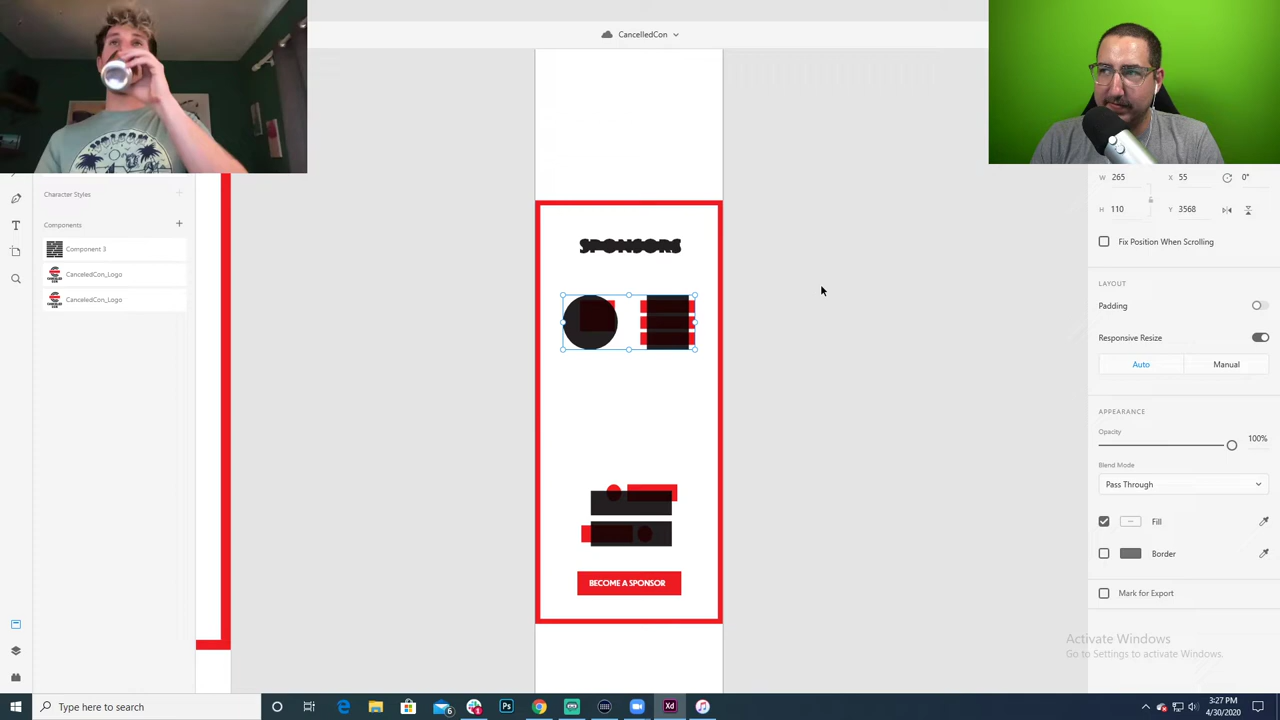 CancelledCon
Character Styles
Components
Component 3
CanceledCon_Logo
CanceledCon_Logo
SPONSORS
BECOME A SPONSOR
W 265 X 55 0°
H 110 Y 3568
Fix Position When Scrolling
LAYOUT
Padding
Responsive Resize
Auto Manual
APPEARANCE
Opacity
100%
Blend Mode
Pass Through
Fill
Border
Mark for Export
Activate Windows
Go to Settings to activate Windows.
Type here to search
3:27 PM
4/30/2020